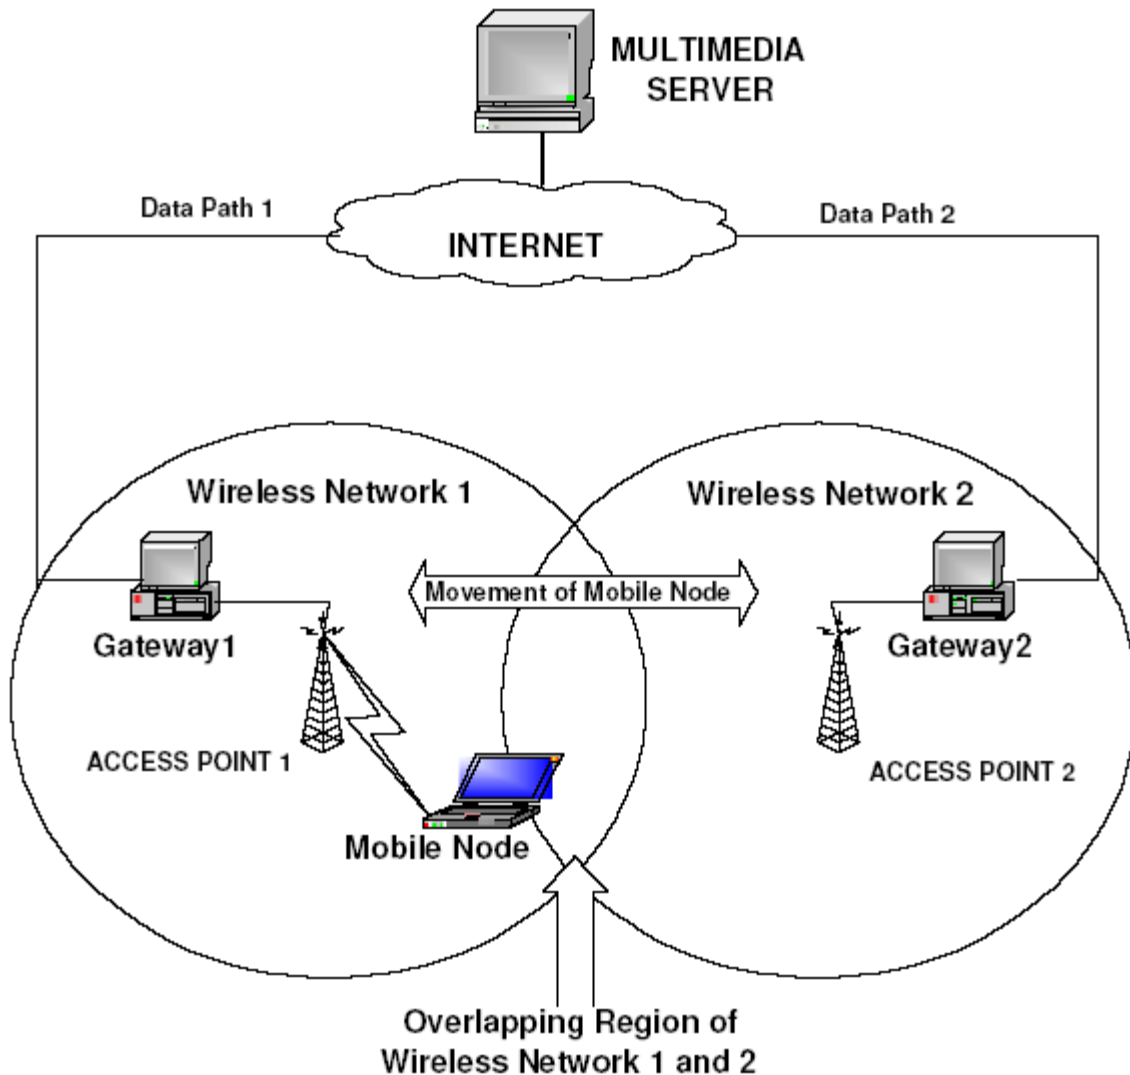 MULTIMEDIA
SERVER
Data Path 1
Data Path 2
INTERNET
Wireless Network 1
Wireless Network 2
Movement of Mobile Node
Gateway1
Gateway2
ACCESS POINT 1
ACCESS POINT 2
Mobile Node
Overlapping Region of
Wireless Network 1 and 2